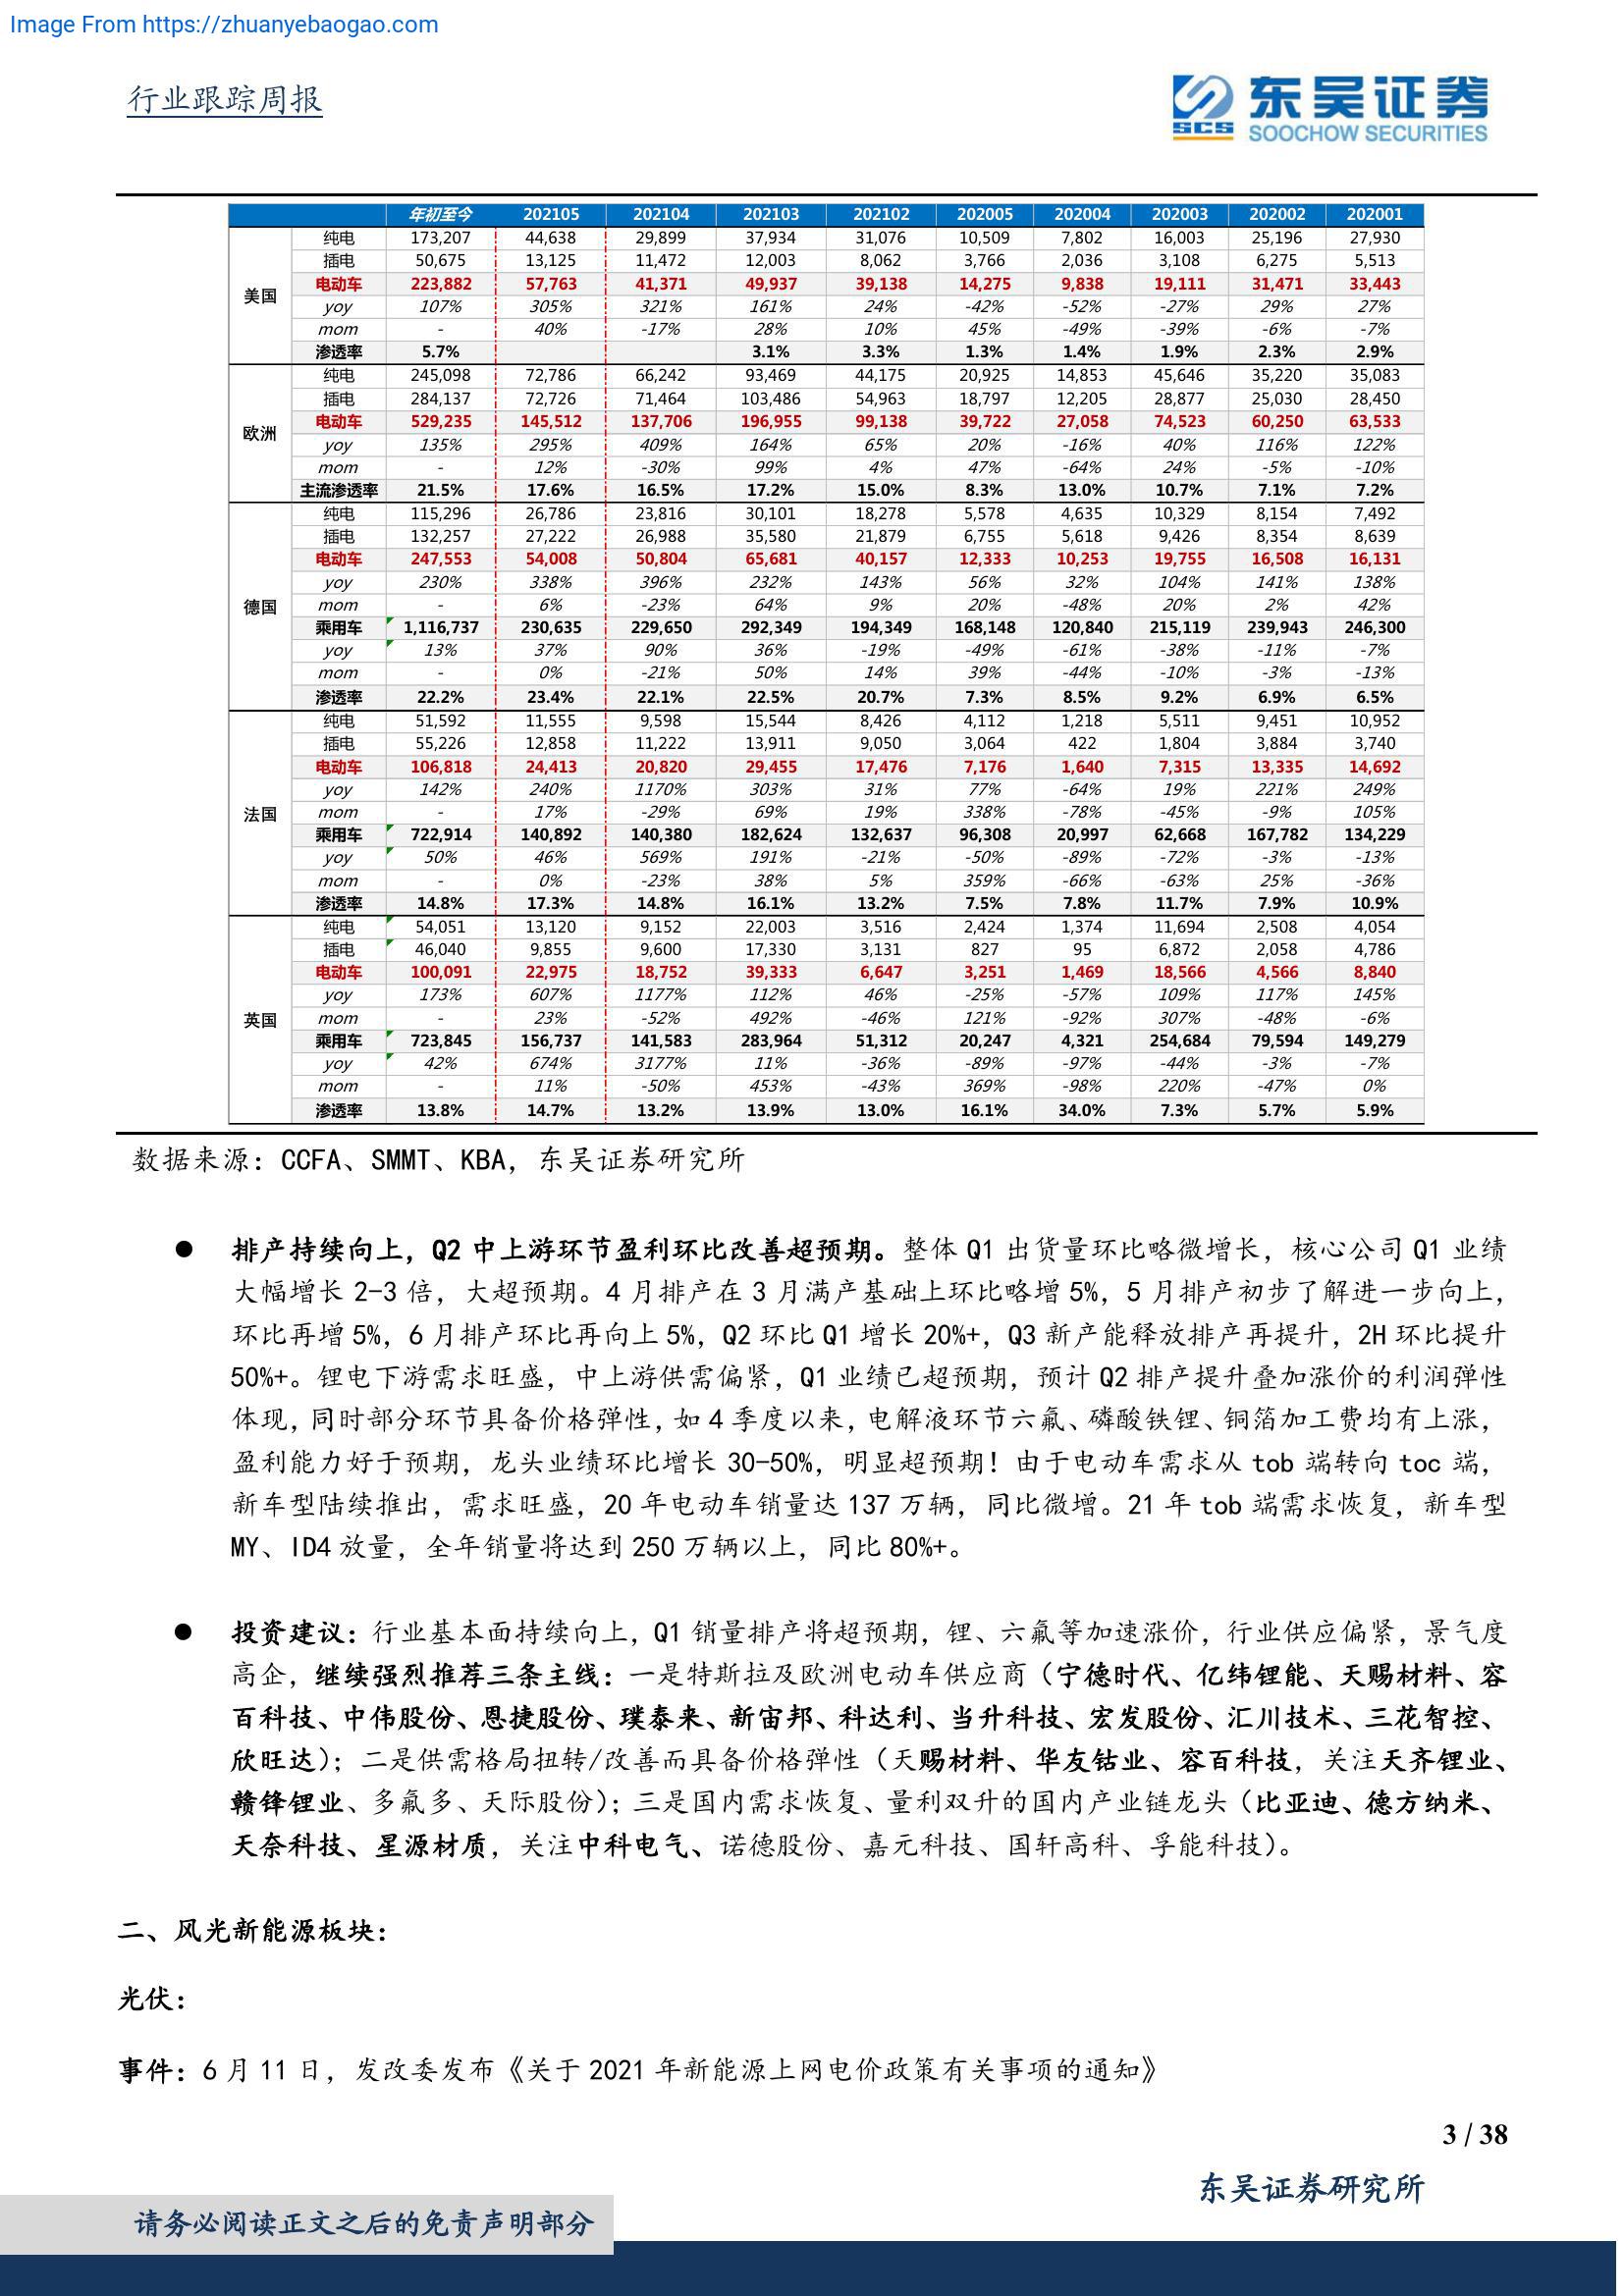 Image From https://zhuanyebaogao.com
行业跟踪周报
SCS 东吴证券
SOOCHOW SECURITIES
年初至今 202105 202104 202103 202102 202005 202004 202003 202002 202001
美国
纯电 173,207 44,638 29,899 37,934 31,076 10,509 7,802 16,003 25,196 27,930
插电 50,675 13,125 11,472 12,003 8,062 3,766 2,036 3,108 6,275 5,513
电动车 223,882 57,763 41,371 49,937 39,138 14,275 9,838 19,111 31,471 33,443
yoy 107% 305% 321% 161% 24% -42% -52% -27% 29% 27%
mom - 40% -17% 28% 10% 45% -49% -39% -6% -7%
渗透率 5.7% 3.1% 3.3% 1.3% 1.4% 1.9% 2.3% 2.9%
欧洲
纯电 245,098 72,786 66,242 93,469 44,175 20,925 14,853 45,646 35,220 35,083
插电 284,137 72,726 71,464 103,486 54,963 18,797 12,205 28,877 25,030 28,450
电动车 529,235 145,512 137,706 196,955 99,138 39,722 27,058 74,523 60,250 63,533
yoy 135% 295% 409% 164% 65% 20% -16% 40% 116% 122%
mom - 12% -30% 99% 4% 47% -64% 24% -5% -10%
主流渗透率 21.5% 17.6% 16.5% 17.2% 15.0% 8.3% 13.0% 10.7% 7.1% 7.2%
德国
纯电 115,296 26,786 23,816 30,101 18,278 5,578 4,635 10,329 8,154 7,492
插电 132,257 27,222 26,988 35,580 21,879 6,755 5,618 9,426 8,354 8,639
电动车 247,553 54,008 50,804 65,681 40,157 12,333 10,253 19,755 16,508 16,131
yoy 230% 338% 396% 232% 143% 56% 32% 104% 141% 138%
mom - 6% -23% 64% 9% 20% -48% 20% 2% 42%
乘用车 1,116,737 230,635 229,650 292,349 194,349 168,148 120,840 215,119 239,943 246,300
yoy 13% 37% 90% 36% -19% -49% -61% -38% -11% -7%
mom - 0% -21% 50% 14% 39% -44% -10% -3% -13%
渗透率 22.2% 23.4% 22.1% 22.5% 20.7% 7.3% 8.5% 9.2% 6.9% 6.5%
法国
纯电 51,592 11,555 9,598 15,544 8,426 4,112 1,218 5,511 9,451 10,952
插电 55,226 12,858 11,222 13,911 9,050 3,064 422 1,804 3,884 3,740
电动车 106,818 24,413 20,820 29,455 17,476 7,176 1,640 7,315 13,335 14,692
yoy 142% 240% 1170% 303% 31% 77% -64% 19% 221% 249%
mom - 17% -29% 69% 19% 338% -78% -45% -9% 105%
乘用车 722,914 140,892 140,380 182,624 132,637 96,308 20,997 62,668 167,782 134,229
yoy 50% 46% 569% 191% -21% -50% -89% -72% -3% -13%
mom - 0% -23% 38% 5% 359% -66% -63% 25% -36%
渗透率 14.8% 17.3% 14.8% 16.1% 13.2% 7.5% 7.8% 11.7% 7.9% 10.9%
英国
纯电 54,051 13,120 9,152 22,003 3,516 2,424 1,374 11,694 2,508 4,054
插电 46,040 9,855 9,600 17,330 3,131 827 95 6,872 2,058 4,786
电动车 100,091 22,975 18,752 39,333 6,647 3,251 1,469 18,566 4,566 8,840
yoy 173% 607% 1177% 112% 46% -25% -57% 109% 117% 145%
mom - 23% -52% 492% -46% 121% -92% 307% -48% -6%
乘用车 723,845 156,737 141,583 283,964 51,312 20,247 4,321 254,684 79,594 149,279
yoy 42% 674% 3177% 11% -36% -89% -97% -44% -3% -7%
mom - 11% -50% 453% -43% 369% -98% 220% -47% 0%
渗透率 13.8% 14.7% 13.2% 13.9% 13.0% 16.1% 34.0% 7.3% 5.7% 5.9%
数据来源：CCFA、SMMT、KBA，东吴证券研究所
● 排产持续向上，Q2 中上游环节盈利环比改善超预期。整体 Q1 出货量环比略微增长，核心公司 Q1 业绩
大幅增长 2-3 倍，大超预期。4 月排产在 3 月满产基础上环比略增 5%，5 月排产初步了解进一步向上，
环比再增 5%，6 月排产环比再向上 5%，Q2 环比 Q1 增长 20%+，Q3 新产能释放排产再提升，2H 环比提升
50%+。锂电下游需求旺盛，中上游供需偏紧，Q1 业绩已超预期，预计 Q2 排产提升叠加涨价的利润弹性
体现，同时部分环节具备价格弹性，如 4 季度以来，电解液环节六氟、磷酸铁锂、铜箔加工费均有上涨，
盈利能力好于预期，龙头业绩环比增长 30-50%，明显超预期！由于电动车需求从 tob 端转向 toc 端，
新车型陆续推出，需求旺盛，20 年电动车销量达 137 万辆，同比微增。21 年 tob 端需求恢复，新车型
MY、ID4 放量，全年销量将达到 250 万辆以上，同比 80%+。
● 投资建议：行业基本面持续向上，Q1 销量排产将超预期，锂、六氟等加速涨价，行业供应偏紧，景气度
高企，继续强烈推荐三条主线：一是特斯拉及欧洲电动车供应商（宁德时代、亿纬锂能、天赐材料、容
百科技、中伟股份、恩捷股份、璞泰来、新宙邦、科达利、当升科技、宏发股份、汇川技术、三花智控、
欣旺达）；二是供需格局扭转/改善而具备价格弹性（天赐材料、华友钴业、容百科技，关注天齐锂业、
赣锋锂业、多氟多、天际股份）；三是国内需求恢复、量利双升的国内产业链龙头（比亚迪、德方纳米、
天奈科技、星源材质，关注中科电气、诺德股份、嘉元科技、国轩高科、孚能科技）。
二、风光新能源板块：
光伏：
事件：6 月 11 日，发改委发布《关于 2021 年新能源上网电价政策有关事项的通知》
3 / 38
东吴证券研究所
请务必阅读正文之后的免责声明部分